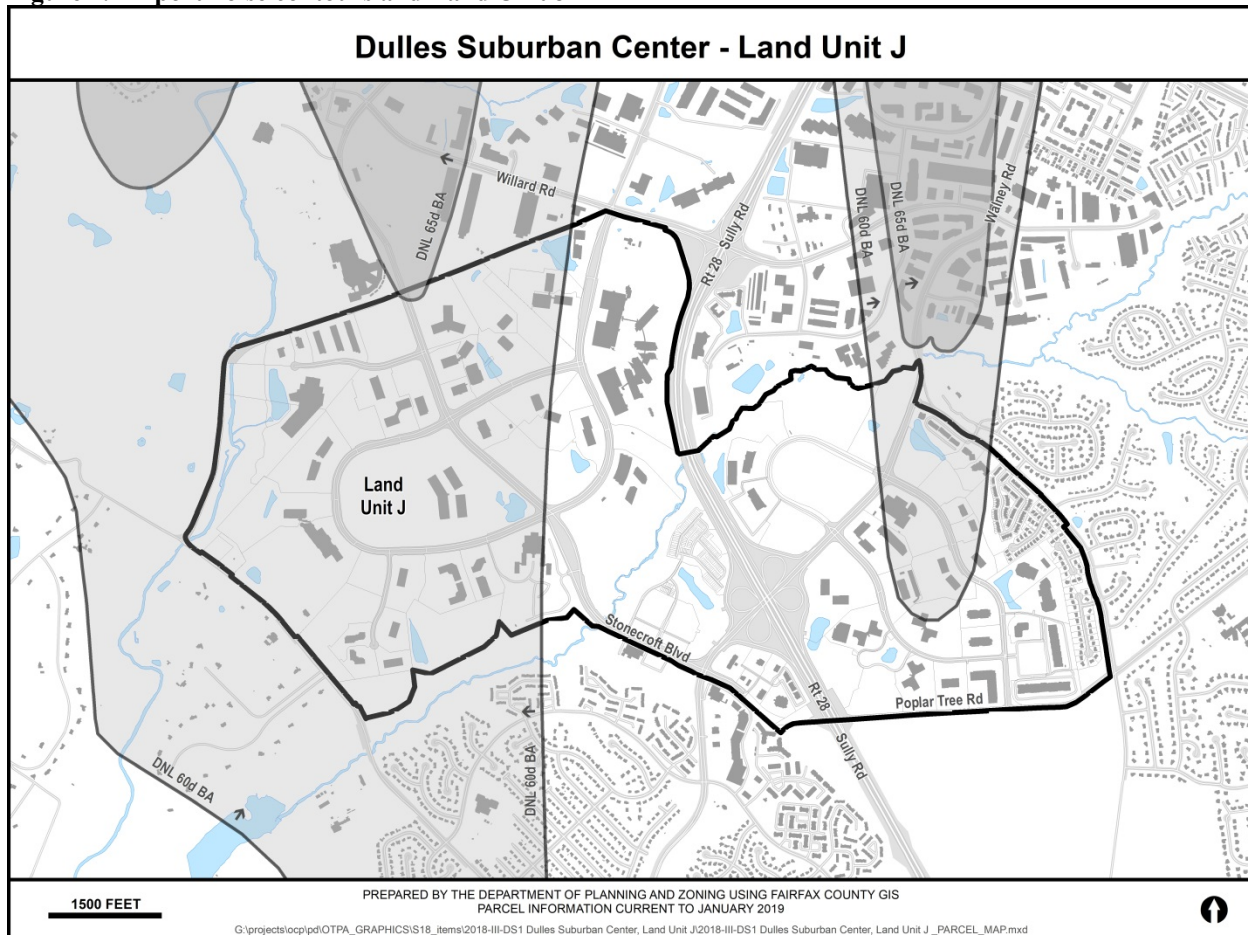 Dulles Suburban Center - Land Unit J
DNL 65d BA
Willard Rd
Rt 28 - Sully Rd
DNL 60d BA
DNL 65d BA
Walney Rd
Land
Unit J
Stonecroft Blvd
Rt 28 - Sully Rd
Poplar Tree Rd
DNL 60d BA
DNL 60d BA
1500 FEET
PREPARED BY THE DEPARTMENT OF PLANNING AND ZONING USING FAIRFAX COUNTY GIS
PARCEL INFORMATION CURRENT TO JANUARY 2019
G:\projects\ocp\pd\OTPA_GRAPHICS\S18_items\2018-III-DS1 Dulles Suburban Center, Land Unit J\2018-III-DS1 Dulles Suburban Center, Land Unit J _PARCEL_MAP.mxd